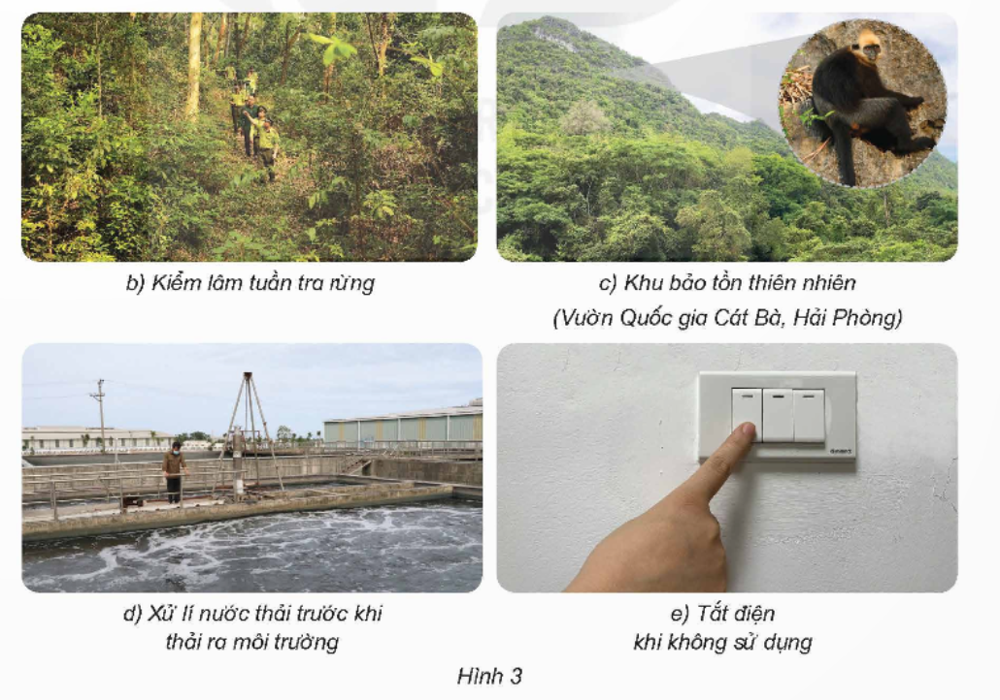 b) Kiểm lâm tuần tra rừng
c) Khu bảo tồn thiên nhiên
(Vườn Quốc gia Cát Bà, Hải Phòng)
d) Xử lí nước thải trước khi
thải ra môi trường
e) Tắt điện
khi không sử dụng
Hình 3